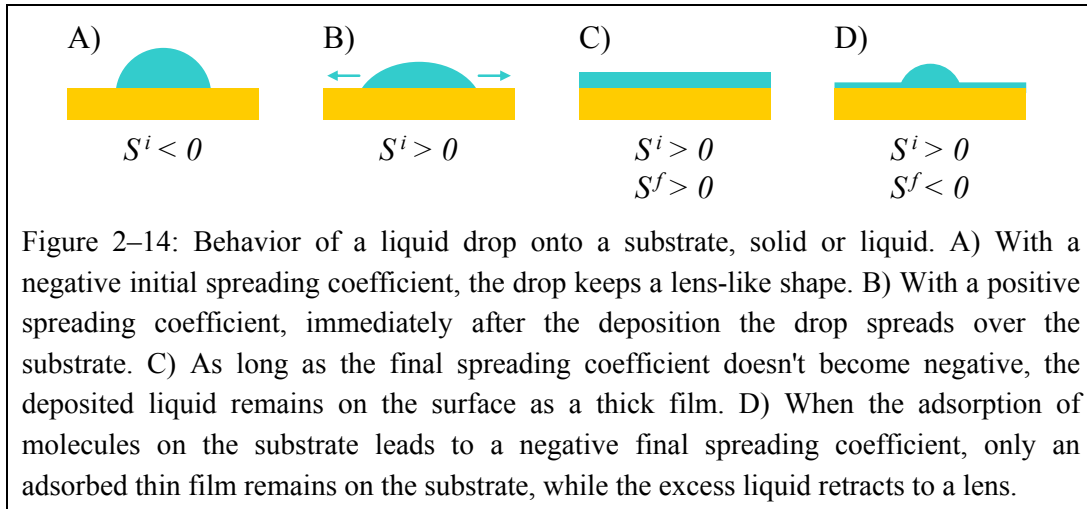 A) B) C) D)
S^i < 0 S^i > 0 S^i > 0 S^i > 0
S^f > 0 S^f < 0
Figure 2–14: Behavior of a liquid drop onto a substrate, solid or liquid. A) With a
negative initial spreading coefficient, the drop keeps a lens-like shape. B) With a positive
spreading coefficient, immediately after the deposition the drop spreads over the
substrate. C) As long as the final spreading coefficient doesn't become negative, the
deposited liquid remains on the surface as a thick film. D) When the adsorption of
molecules on the substrate leads to a negative final spreading coefficient, only an
adsorbed thin film remains on the substrate, while the excess liquid retracts to a lens.